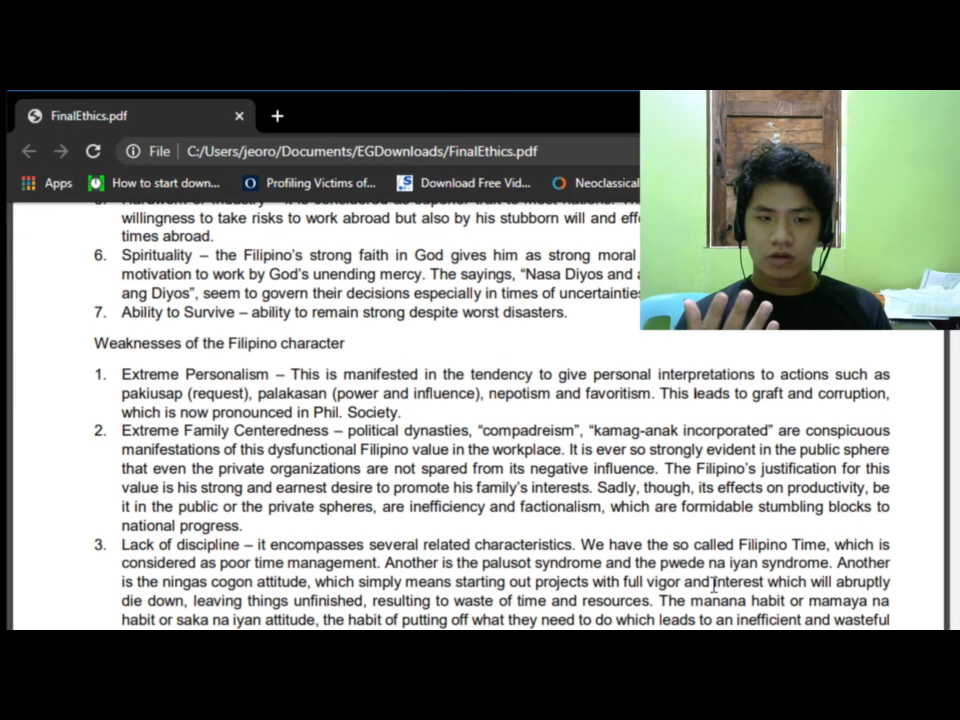 FinalEthics.pdf
File C:/Users/jeoro/Documents/EGDownloads/FinalEthics.pdf
Apps How to start down... Profiling Victims of... Download Free Vid... Neoclassical
5. Hardwork or Industry – it is considered as superior trait to most nations.
willingness to take risks to work abroad but also by his stubborn will and
times abroad.
6. Spirituality – the Filipino's strong faith in God gives him as strong moral
motivation to work by God's unending mercy. The sayings, “Nasa Diyos and
ang Diyos”, seem to govern their decisions especially in times of uncertainties
7. Ability to Survive – ability to remain strong despite worst disasters.
Weaknesses of the Filipino character
1. Extreme Personalism – This is manifested in the tendency to give personal interpretations to actions such as
pakiusap (request), palakasan (power and influence), nepotism and favoritism. This leads to graft and corruption,
which is now pronounced in Phil. Society.
2. Extreme Family Centeredness – political dynasties, “compadreism”, “kamag-anak incorporated” are conspicuous
manifestations of this dysfunctional Filipino value in the workplace. It is ever so strongly evident in the public sphere
that even the private organizations are not spared from its negative influence. The Filipino's justification for this
value is his strong and earnest desire to promote his family's interests. Sadly, though, its effects on productivity, be
it in the public or the private spheres, are inefficiency and factionalism, which are formidable stumbling blocks to
national progress.
3. Lack of discipline – it encompasses several related characteristics. We have the so called Filipino Time, which is
considered as poor time management. Another is the palusot syndrome and the pwede na iyan syndrome. Another
is the ningas cogon attitude, which simply means starting out projects with full vigor and interest which will abruptly
die down, leaving things unfinished, resulting to waste of time and resources. The manana habit or mamaya na
habit or saka na iyan attitude, the habit of putting off what they need to do which leads to an inefficient and wasteful